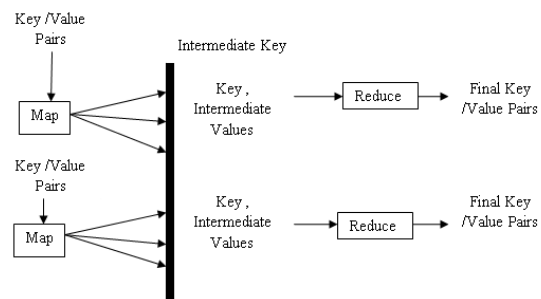 Key /Value
Pairs
Intermediate Key
Map
Key ,
Intermediate
Values
Reduce
Final Key
/Value Pairs
Key /Value
Pairs
Map
Key ,
Intermediate
Values
Reduce
Final Key
/Value Pairs